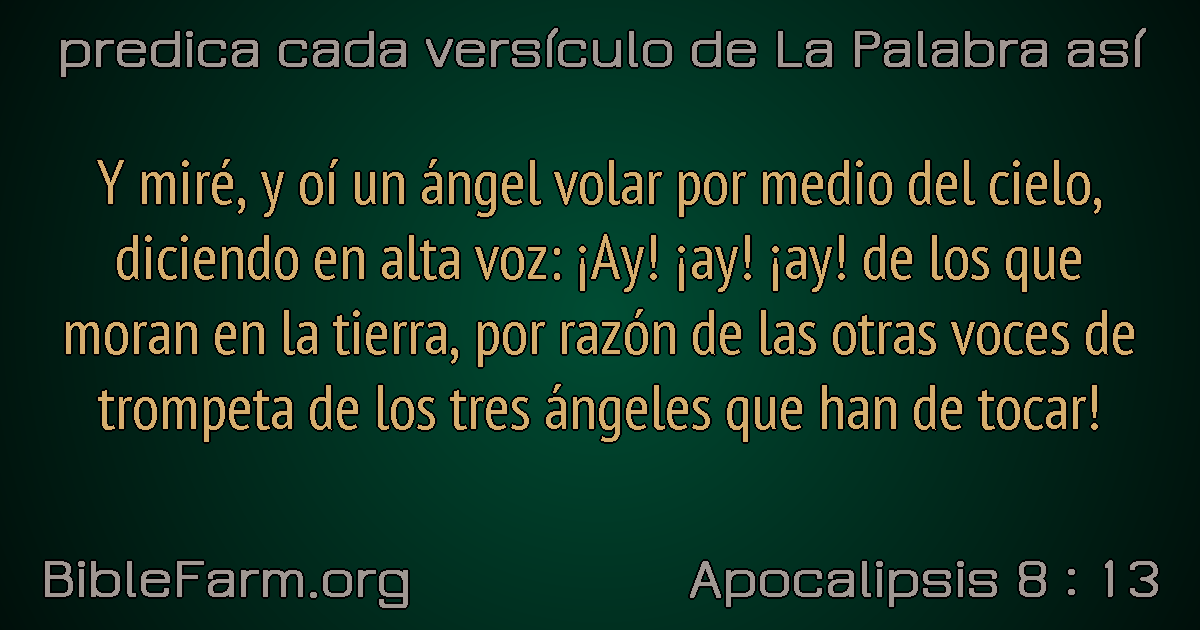 predica cada versículo de La Palabra así
Y miré, y oí un ángel volar por medio del cielo,
diciendo en alta voz: ¡Ay! ¡ay! ¡ay! de los que
moran en la tierra, por razón de las otras voces de
trompeta de los tres ángeles que han de tocar!
BibleFarm.org
Apocalipsis 8 : 13